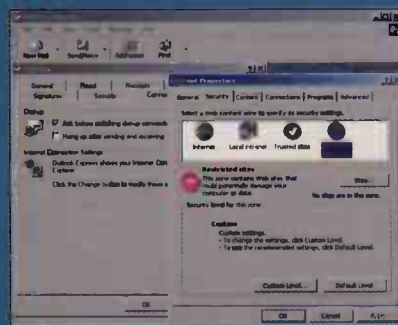 New Mail Send/Recv Addresses Find
General Read Receipts
Signatures Security Connec
Dialup
Ask before switching dialup connections
Hang up after sending and receiving
Internet Connection Settings
Outlook Express shares your Internet Con
Explorer
Click the Change button to modify these s
OK
Internet Properties
General Security Content Connections Programs Advanced
Select a Web content zone to specify its security settings.
Internet Local intranet Trusted sites
Restricted sites
This zone contains Web sites that
could potentially damage your
computer or data.
Sites...
No sites are in this zone.
Security level for this zone
Custom
Custom settings.
- To change the settings, click Custom Level.
- To use the recommended settings, click Default Level.
Custom Level... Default Level
OK Cancel